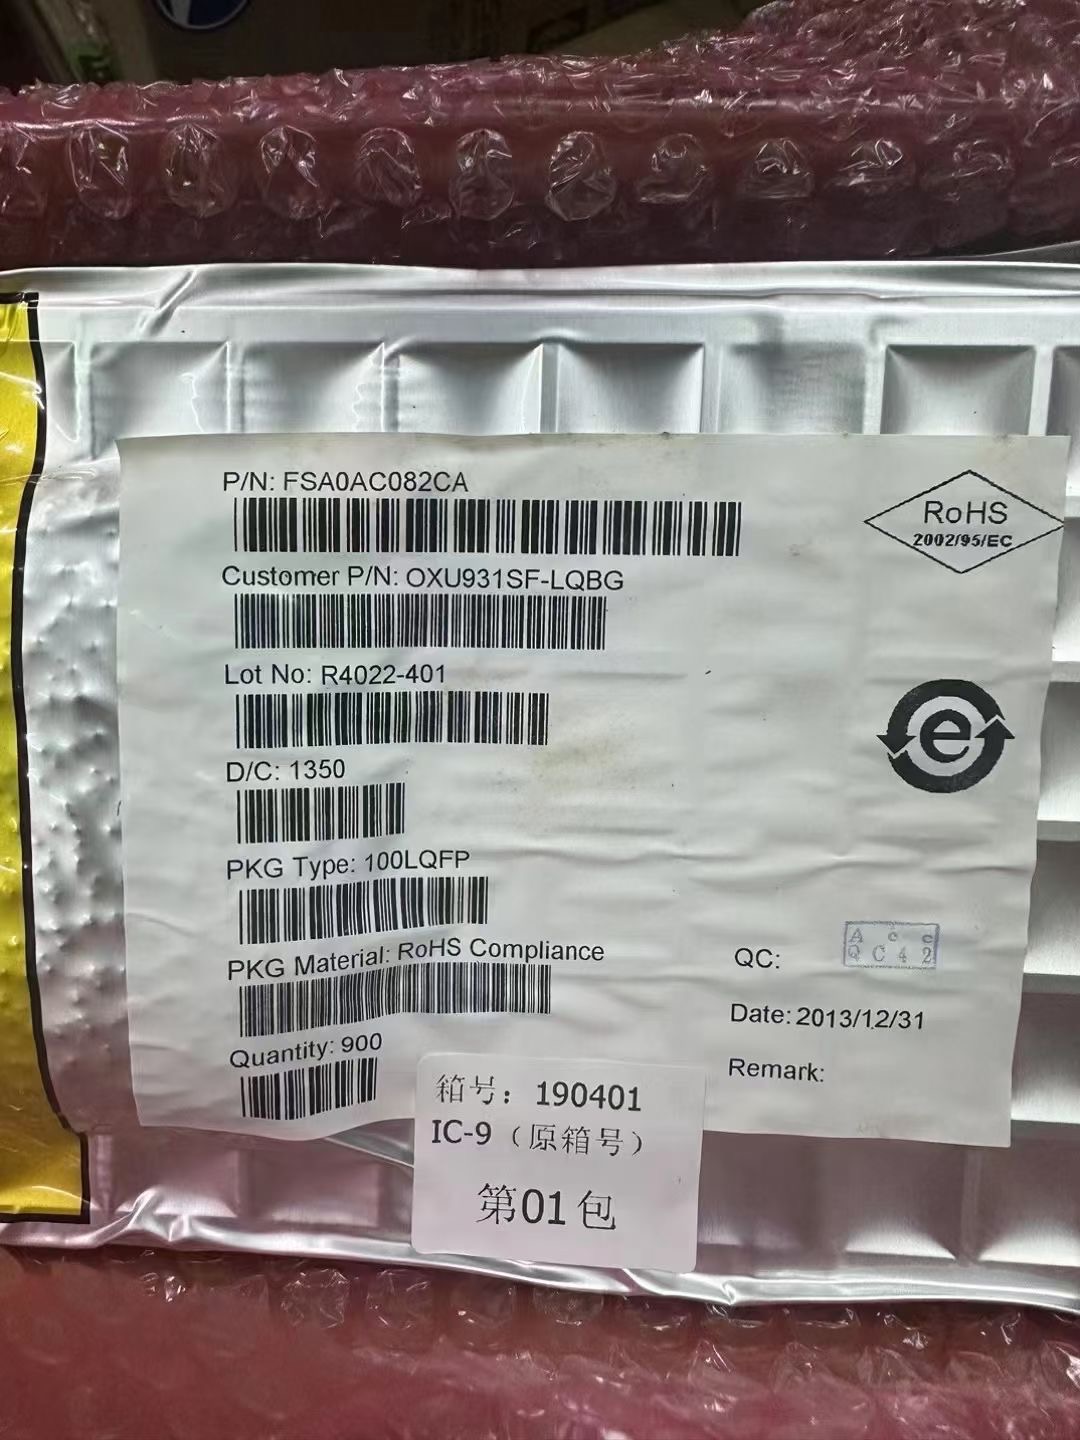 P/N: FSA0AC082CA
RoHS
2002/95/EC
Customer P/N: OXU931SF-LQBG
Lot No: R4022-401
e
D/C: 1350
PKG Type: 100LQFP
PKG Material: RoHS Compliance
QC:
A c c
Q C 4 2
Date: 2013/12/31
Quantity: 900
Remark:
箱号：190401
IC-9（原箱号）
第01包